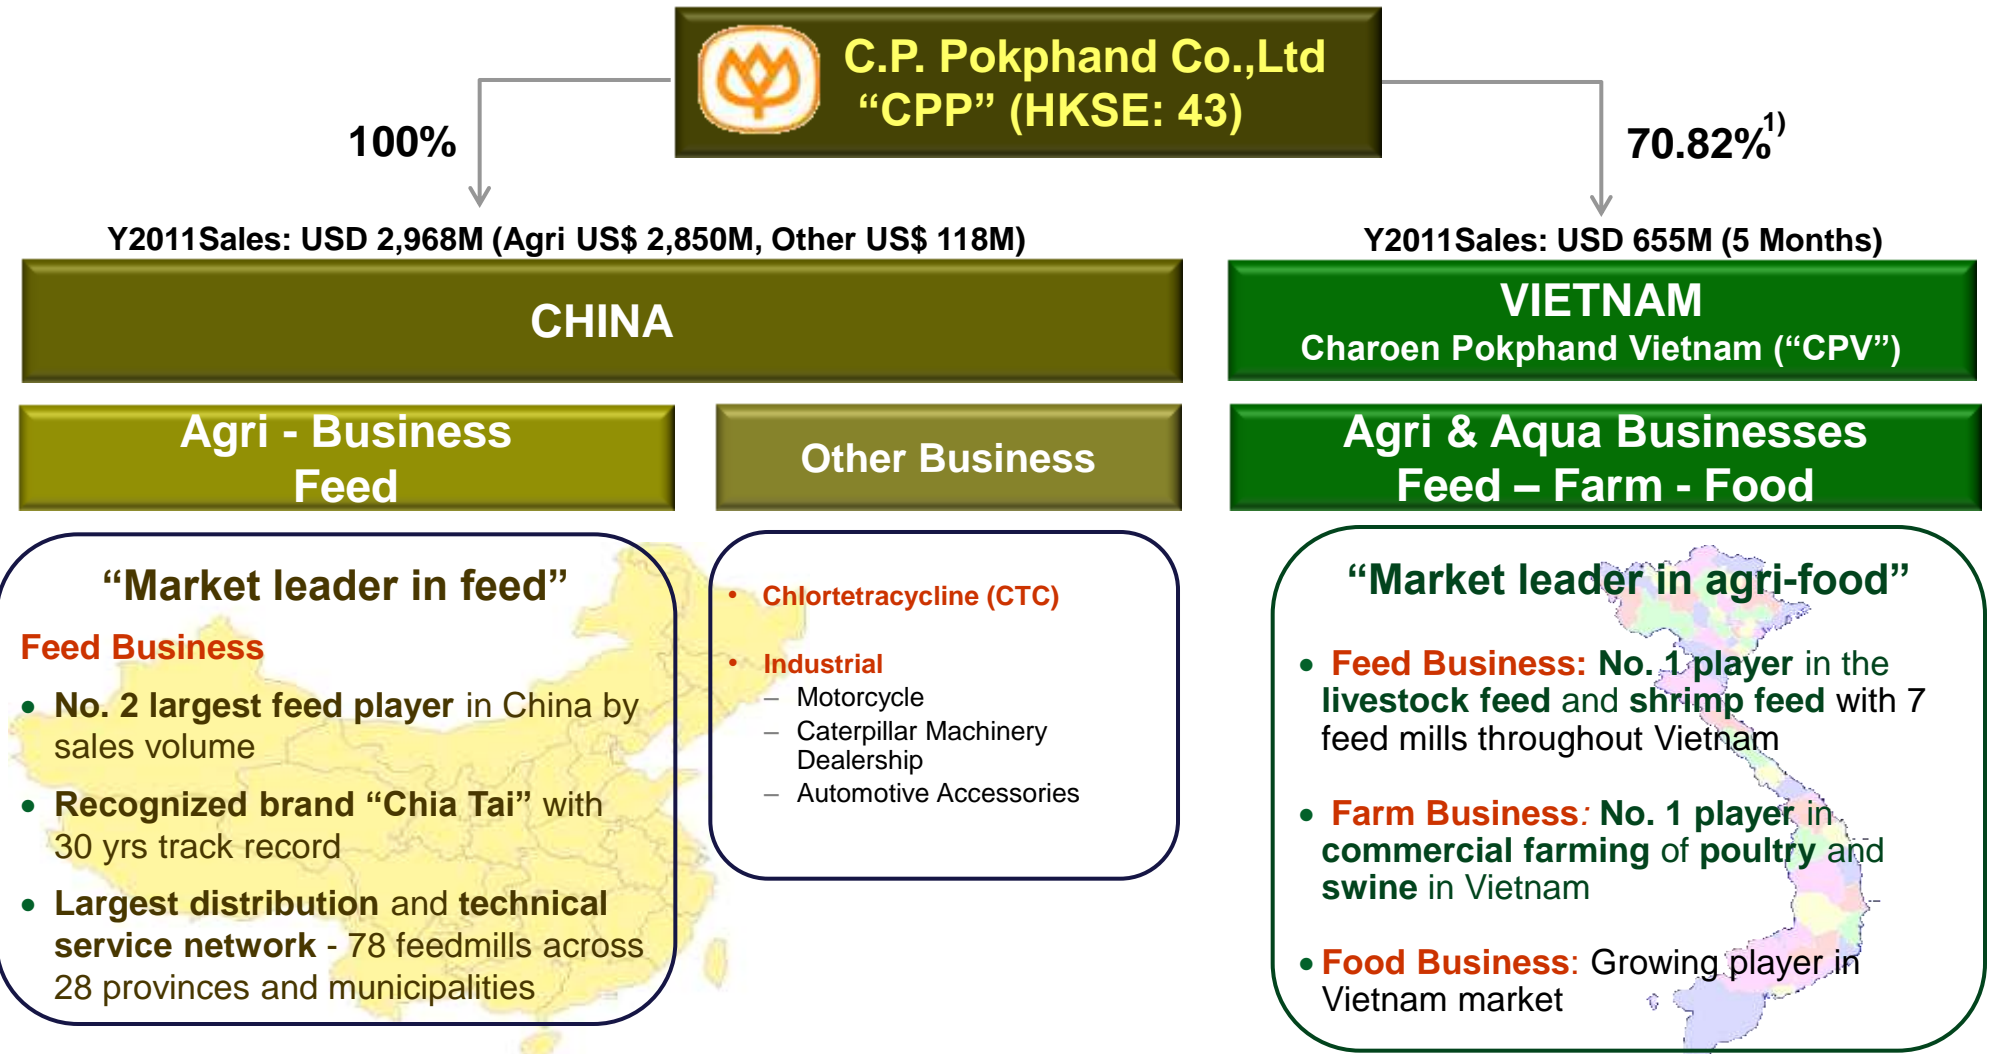 C.P. Pokphand Co.,Ltd
“CPP” (HKSE: 43)
100%
70.82%1)
Y2011Sales: USD 2,968M (Agri US$ 2,850M, Other US$ 118M)
Y2011Sales: USD 655M (5 Months)
CHINA
VIETNAM
Charoen Pokphand Vietnam (“CPV”)
Agri - Business
Feed
Other Business
Agri & Aqua Businesses
Feed – Farm - Food
“Market leader in feed”
Feed Business
• No. 2 largest feed player in China by
sales volume
• Recognized brand “Chia Tai” with
30 yrs track record
• Largest distribution and technical
service network - 78 feedmills across
28 provinces and municipalities
• Chlortetracycline (CTC)
• Industrial
– Motorcycle
– Caterpillar Machinery
Dealership
– Automotive Accessories
“Market leader in agri-food”
• Feed Business: No. 1 player in the
livestock feed and shrimp feed with 7
feed mills throughout Vietnam
• Farm Business: No. 1 player in
commercial farming of poultry and
swine in Vietnam
• Food Business: Growing player in
Vietnam market